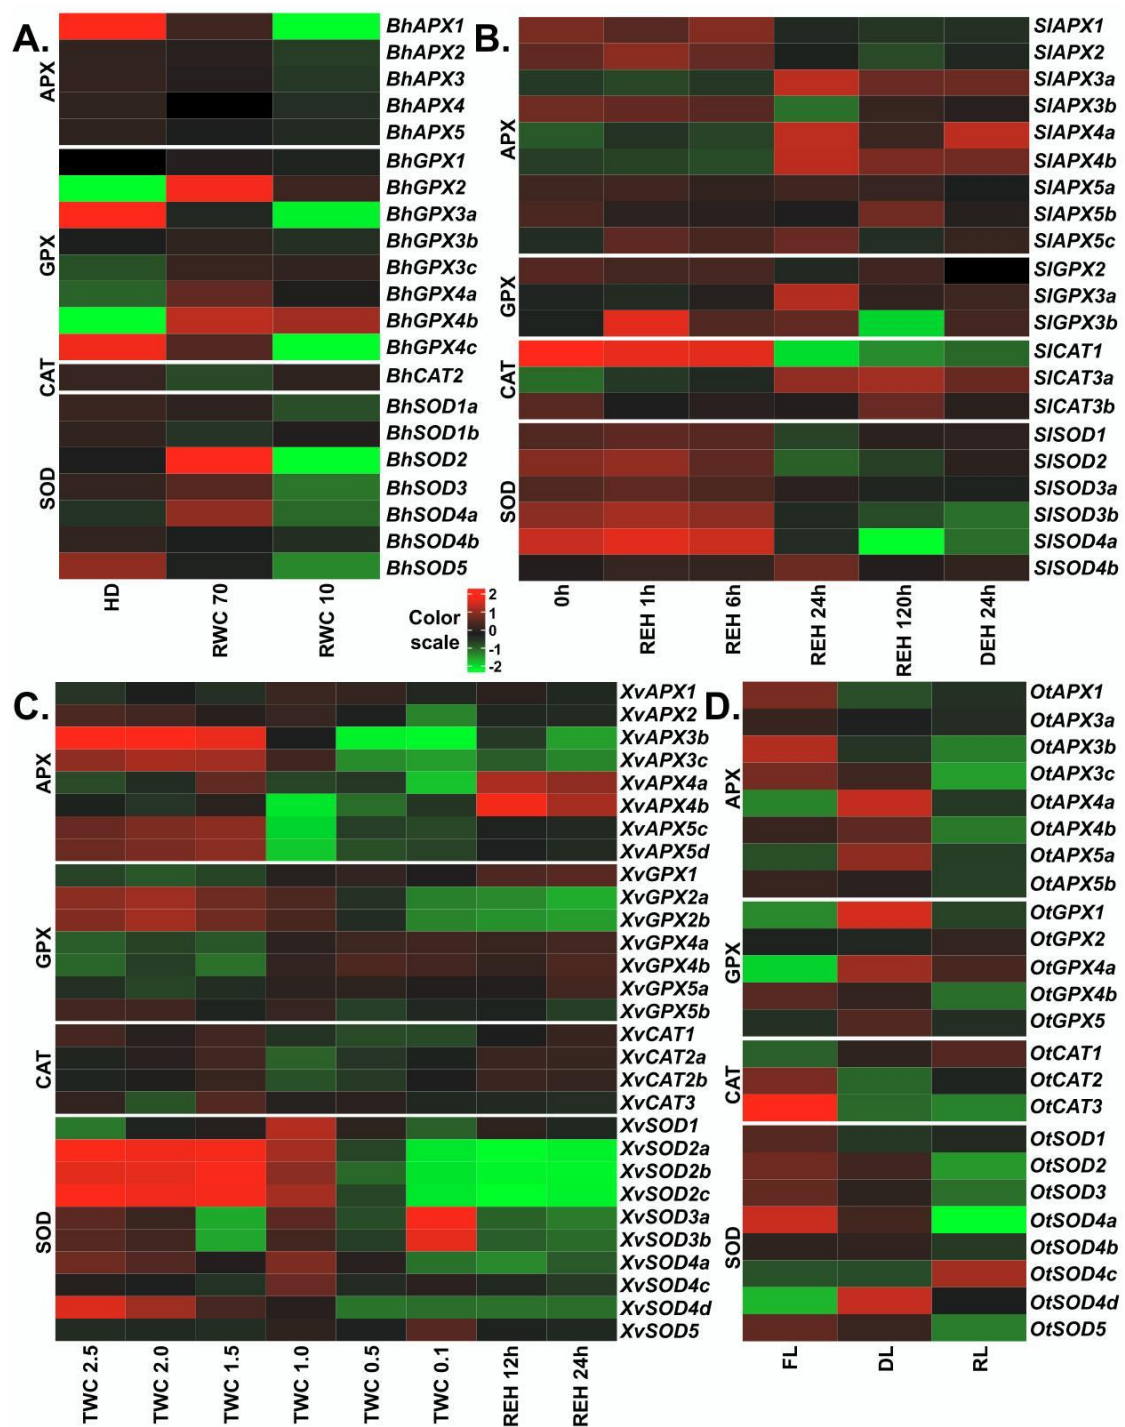 A.
APX
BhAPX1
BhAPX2
BhAPX3
BhAPX4
BhAPX5
GPX
BhGPX1
BhGPX2
BhGPX3a
BhGPX3b
BhGPX3c
BhGPX4a
BhGPX4b
BhGPX4c
CAT
BhCAT2
SOD
BhSOD1a
BhSOD1b
BhSOD2
BhSOD3
BhSOD4a
BhSOD4b
BhSOD5
HD
RWC 70
RWC 10
B.
APX
SlAPX1
SlAPX2
SlAPX3a
SlAPX3b
SlAPX4a
SlAPX4b
SlAPX5a
SlAPX5b
SlAPX5c
GPX
SlGPX2
SlGPX3a
SlGPX3b
CAT
SlCAT1
SlCAT3a
SlCAT3b
SOD
SlSOD1
SlSOD2
SlSOD3a
SlSOD3b
SlSOD4a
SlSOD4b
0h
REH 1h
REH 6h
REH 24h
REH 120h
DEH 24h
Color
scale
2
1
0
-1
-2
C.
APX
XvAPX1
XvAPX2
XvAPX3b
XvAPX3c
XvAPX4a
XvAPX4b
XvAPX5c
XvAPX5d
GPX
XvGPX1
XvGPX2a
XvGPX2b
XvGPX4a
XvGPX4b
XvGPX5a
XvGPX5b
CAT
XvCAT1
XvCAT2a
XvCAT2b
XvCAT3
SOD
XvSOD1
XvSOD2a
XvSOD2b
XvSOD2c
XvSOD3a
XvSOD3b
XvSOD4a
XvSOD4c
XvSOD4d
XvSOD5
TWC 2.5
TWC 2.0
TWC 1.5
TWC 1.0
TWC 0.5
TWC 0.1
REH 12h
REH 24h
D.
APX
OtAPX1
OtAPX3a
OtAPX3b
OtAPX3c
OtAPX4a
OtAPX4b
OtAPX5a
OtAPX5b
GPX
OtGPX1
OtGPX2
OtGPX4a
OtGPX4b
OtGPX5
CAT
OtCAT1
OtCAT2
OtCAT3
SOD
OtSOD1
OtSOD2
OtSOD3
OtSOD4a
OtSOD4b
OtSOD4c
OtSOD4d
OtSOD5
FL
DL
RL